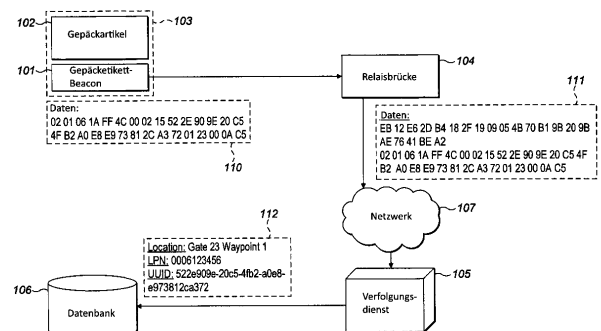 102
103
Gepäckartikel
101
Gepäcketikett-
Beacon
Relaisbrücke
104
111
Daten:
02 01 06 1A FF 4C 00 02 15 52 2E 90 9E 20 C5
4F B2 A0 E8 E9 73 81 2C A3 72 01 23 00 0A C5
110
Daten:
EB 12 E6 2D B4 18 2F 19 09 05 4B 70 B1 9B 20 9B
AE 76 41 BE A2
02 01 06 1A FF 4C 00 02 15 52 2E 90 9E 20 C5 4F
B2 A0 E8 E9 73 81 2C A3 72 01 23 00 0A C5
Netzwerk
107
112
Location: Gate 23 Waypoint 1
LPN: 0006123456
UUID: 522e909e-20c5-4fb2-a0e8-
e973812ca372
106
Datenbank
105
Verfolgungs-
dienst